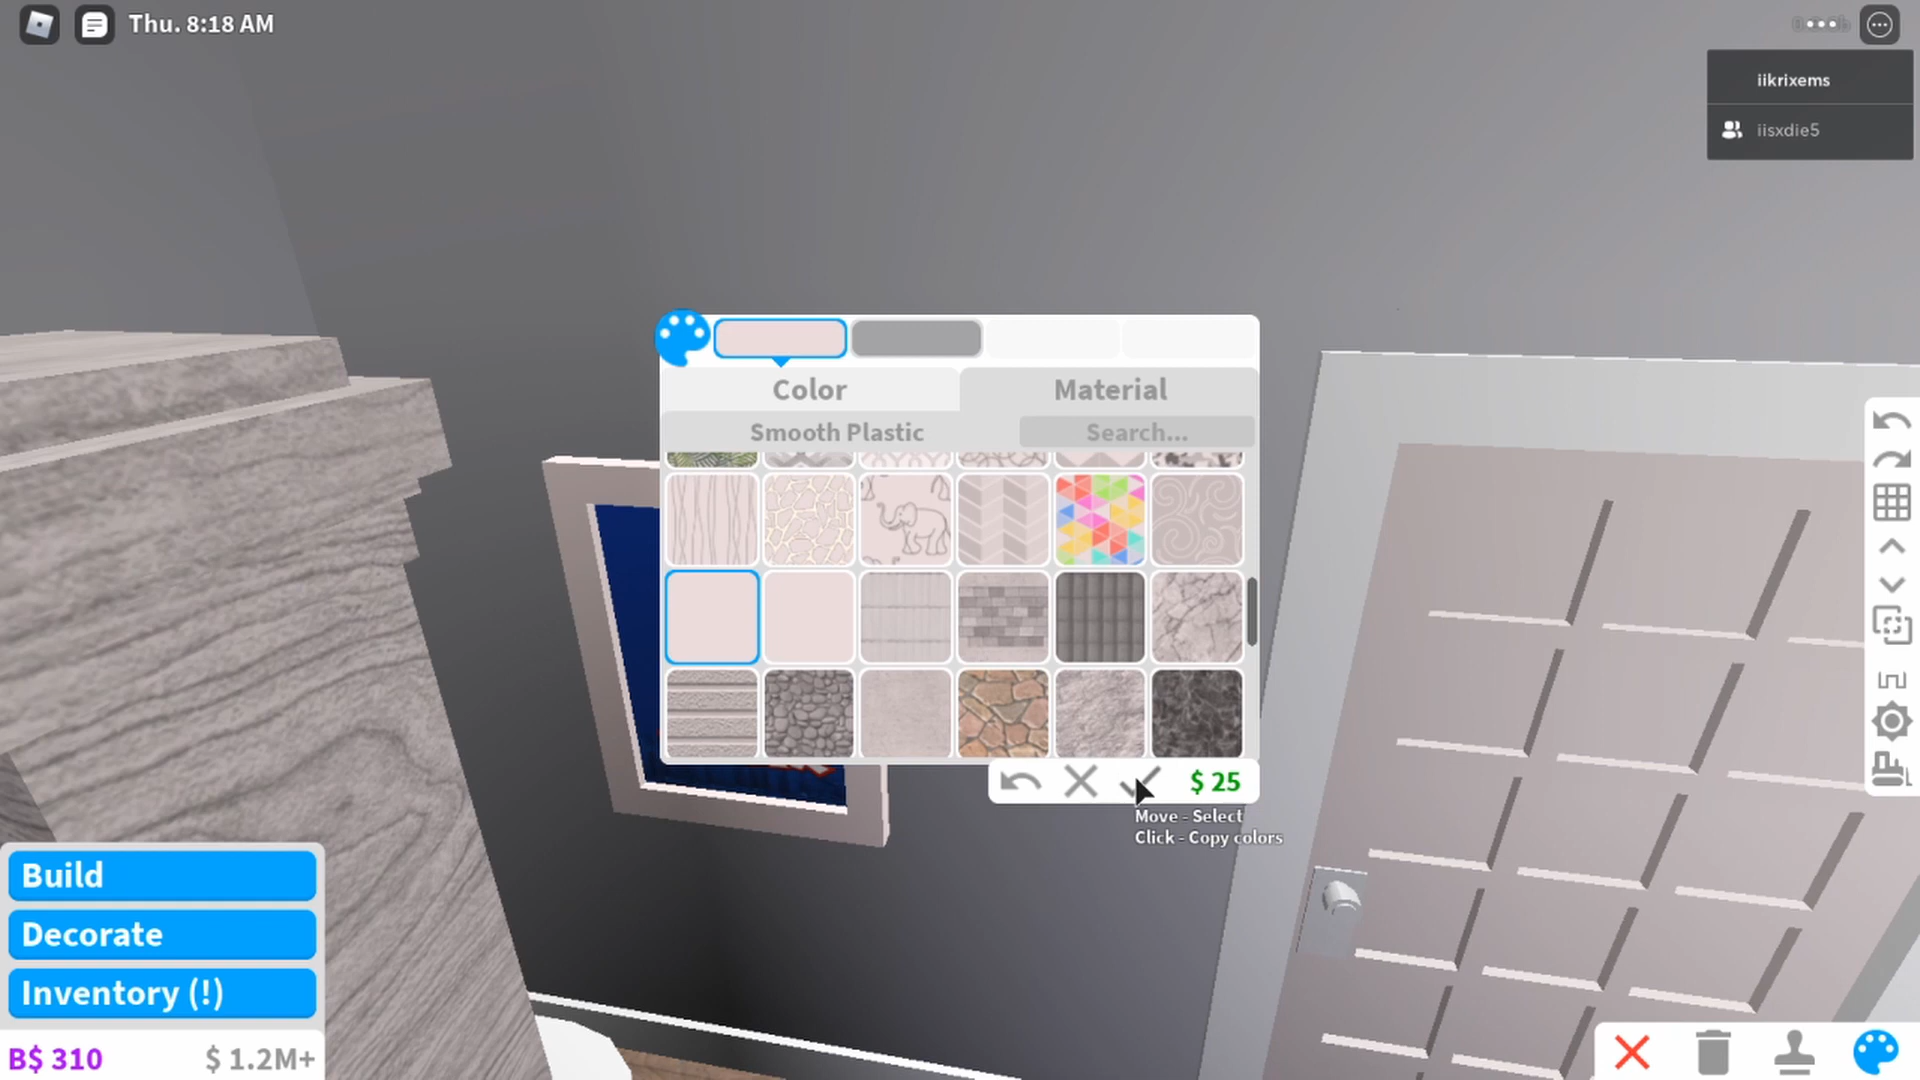 Thu. 8:18 AM
iikrixems
iisxdie5
Color
Material
Smooth Plastic
Search...
$ 25
Move - Select
Click - Copy colors
Build
Decorate
Inventory (!)
B$ 310
$ 1.2M+